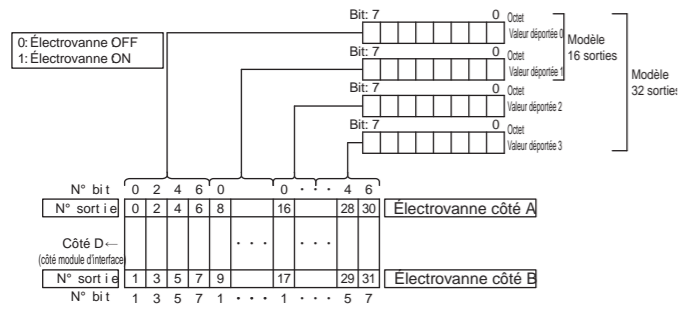 Bit: 7 0 Octet
Valeur déportée 0
0: Électrovanne OFF
1: Électrovanne ON
Modèle
16 sorties
Bit: 7 0 Octet
Valeur déportée 1
Modèle
32 sorties
Bit: 7 0 Octet
Valeur déportée 2
Bit: 7 0 Octet
Valeur déportée 3
N° bit 0 2 4 6 0 0 · · · 4 6
N° sortie 0 2 4 6 8 16 28 30 Électrovanne côté A
Côté D←
(côté module d'interface)
· · · · · ·
N° sortie 1 3 5 7 9 17 29 31 Électrovanne côté B
N° bit 1 3 5 7 1 · · · 1 · · · 5 7